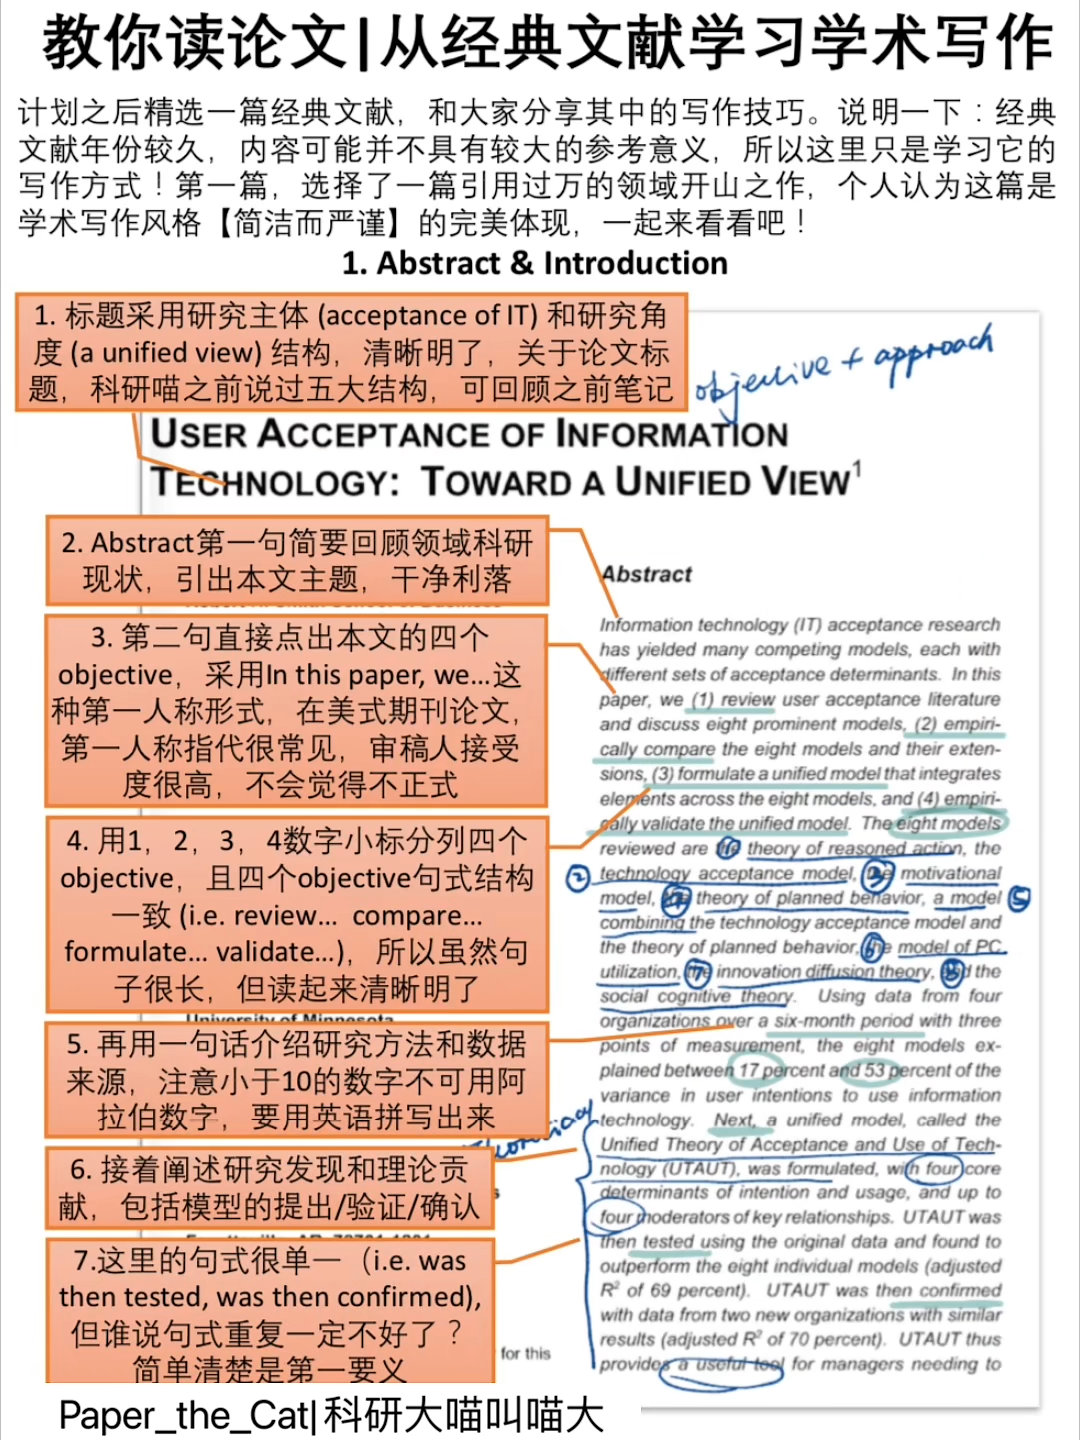 教你读论文|从经典文献学习学术写作
计划之后精选一篇经典文献，和大家分享其中的写作技巧。说明一下：经典
文献年份较久，内容可能并不具有较大的参考意义，所以这里只是学习它的
写作方式！第一篇，选择了一篇引用过万的领域开山之作，个人认为这篇是
学术写作风格【简洁而严谨】的完美体现，一起来看看吧！
1. Abstract & Introduction
1. 标题采用研究主体 (acceptance of IT) 和研究角
度 (a unified view) 结构，清晰明了，关于论文标
题，科研喵之前说过五大结构，可回顾之前笔记
objective + approach
USER ACCEPTANCE OF INFORMATION
TECHNOLOGY: TOWARD A UNIFIED VIEW1
2. Abstract第一句简要回顾领域科研
现状，引出本文主题，干净利落
3. 第二句直接点出本文的四个
objective，采用In this paper, we…这
种第一人称形式，在美式期刊论文，
第一人称指代很常见，审稿人接受
度很高，不会觉得不正式
4. 用1，2，3，4数字小标分列四个
objective，且四个objective句式结构
一致 (i.e. review… compare…
formulate… validate…)，所以虽然句
子很长，但读起来清晰明了
University of Minnesota
5. 再用一句话介绍研究方法和数据
来源，注意小于10的数字不可用阿
拉伯数字，要用英语拼写出来
6. 接着阐述研究发现和理论贡
献，包括模型的提出/验证/确认
7.这里的句式很单一（i.e. was
then tested, was then confirmed),
但谁说句式重复一定不好了？
简单清楚是第一要义
for this
Abstract
Information technology (IT) acceptance research
has yielded many competing models, each with
different sets of acceptance determinants. In this
paper, we (1) review user acceptance literature
and discuss eight prominent models, (2) empiri-
cally compare the eight models and their exten-
sions, (3) formulate a unified model that integrates
elements across the eight models, and (4) empiri-
cally validate the unified model. The eight models
reviewed are ① theory of reasoned action, the
② technology acceptance model, ③ motivational
model, ④ theory of planned behavior, a model ⑤
combining the technology acceptance model and
the theory of planned behavior, ⑥ model of PC
utilization, ⑦ innovation diffusion theory, ⑧ the
social cognitive theory. Using data from four
organizations over a six-month period with three
points of measurement, the eight models ex-
plained between 17 percent and 53 percent of the
variance in user intentions to use information
technology. Next, a unified model, called the
Unified Theory of Acceptance and Use of Tech-
nology (UTAUT), was formulated, with four core
determinants of intention and usage, and up to
four moderators of key relationships. UTAUT was
then tested using the original data and found to
outperform the eight individual models (adjusted
R2 of 69 percent). UTAUT was then confirmed
with data from two new organizations with similar
results (adjusted R2 of 70 percent). UTAUT thus
provides a useful tool for managers needing to
Paper_the_Cat|科研大喵叫喵大